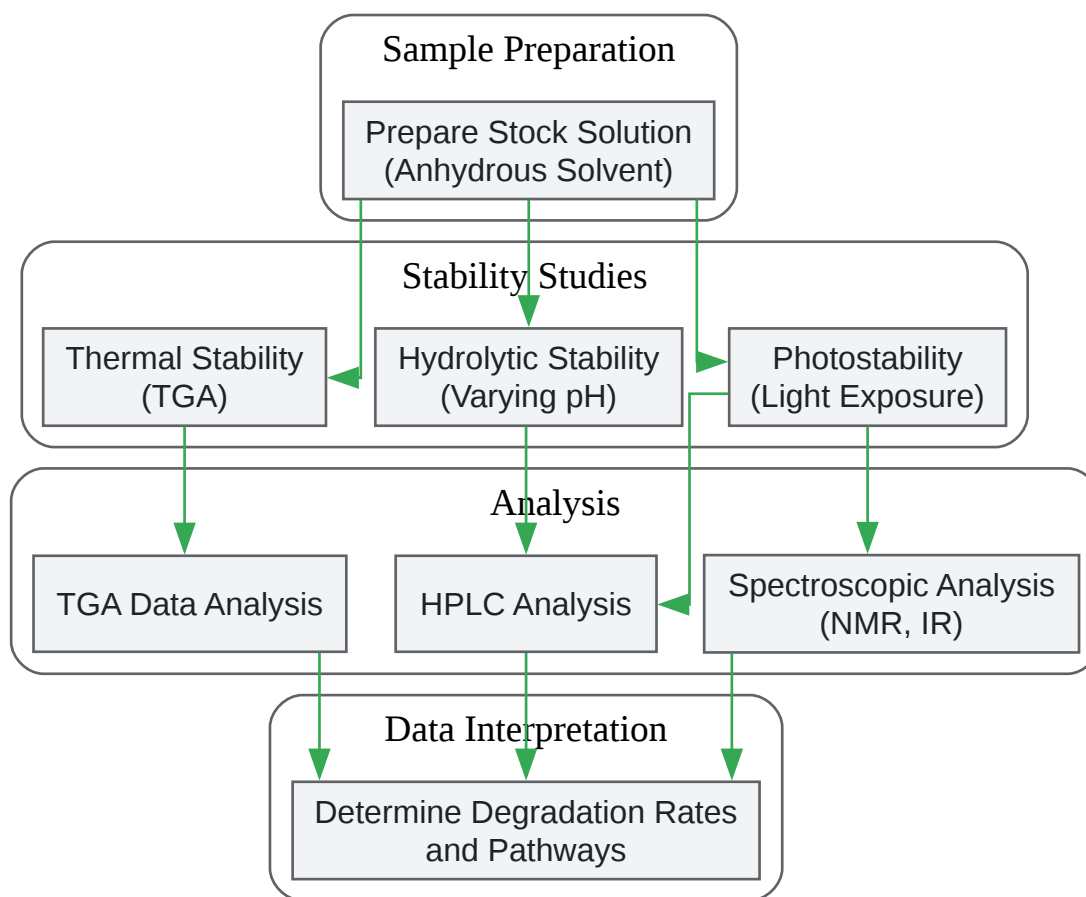 Sample Preparation
Prepare Stock Solution
(Anhydrous Solvent)
Stability Studies
Thermal Stability
(TGA)
Hydrolytic Stability
(Varying pH)
Photostability
(Light Exposure)
Analysis
TGA Data Analysis
HPLC Analysis
Spectroscopic Analysis
(NMR, IR)
Data Interpretation
Determine Degradation Rates
and Pathways